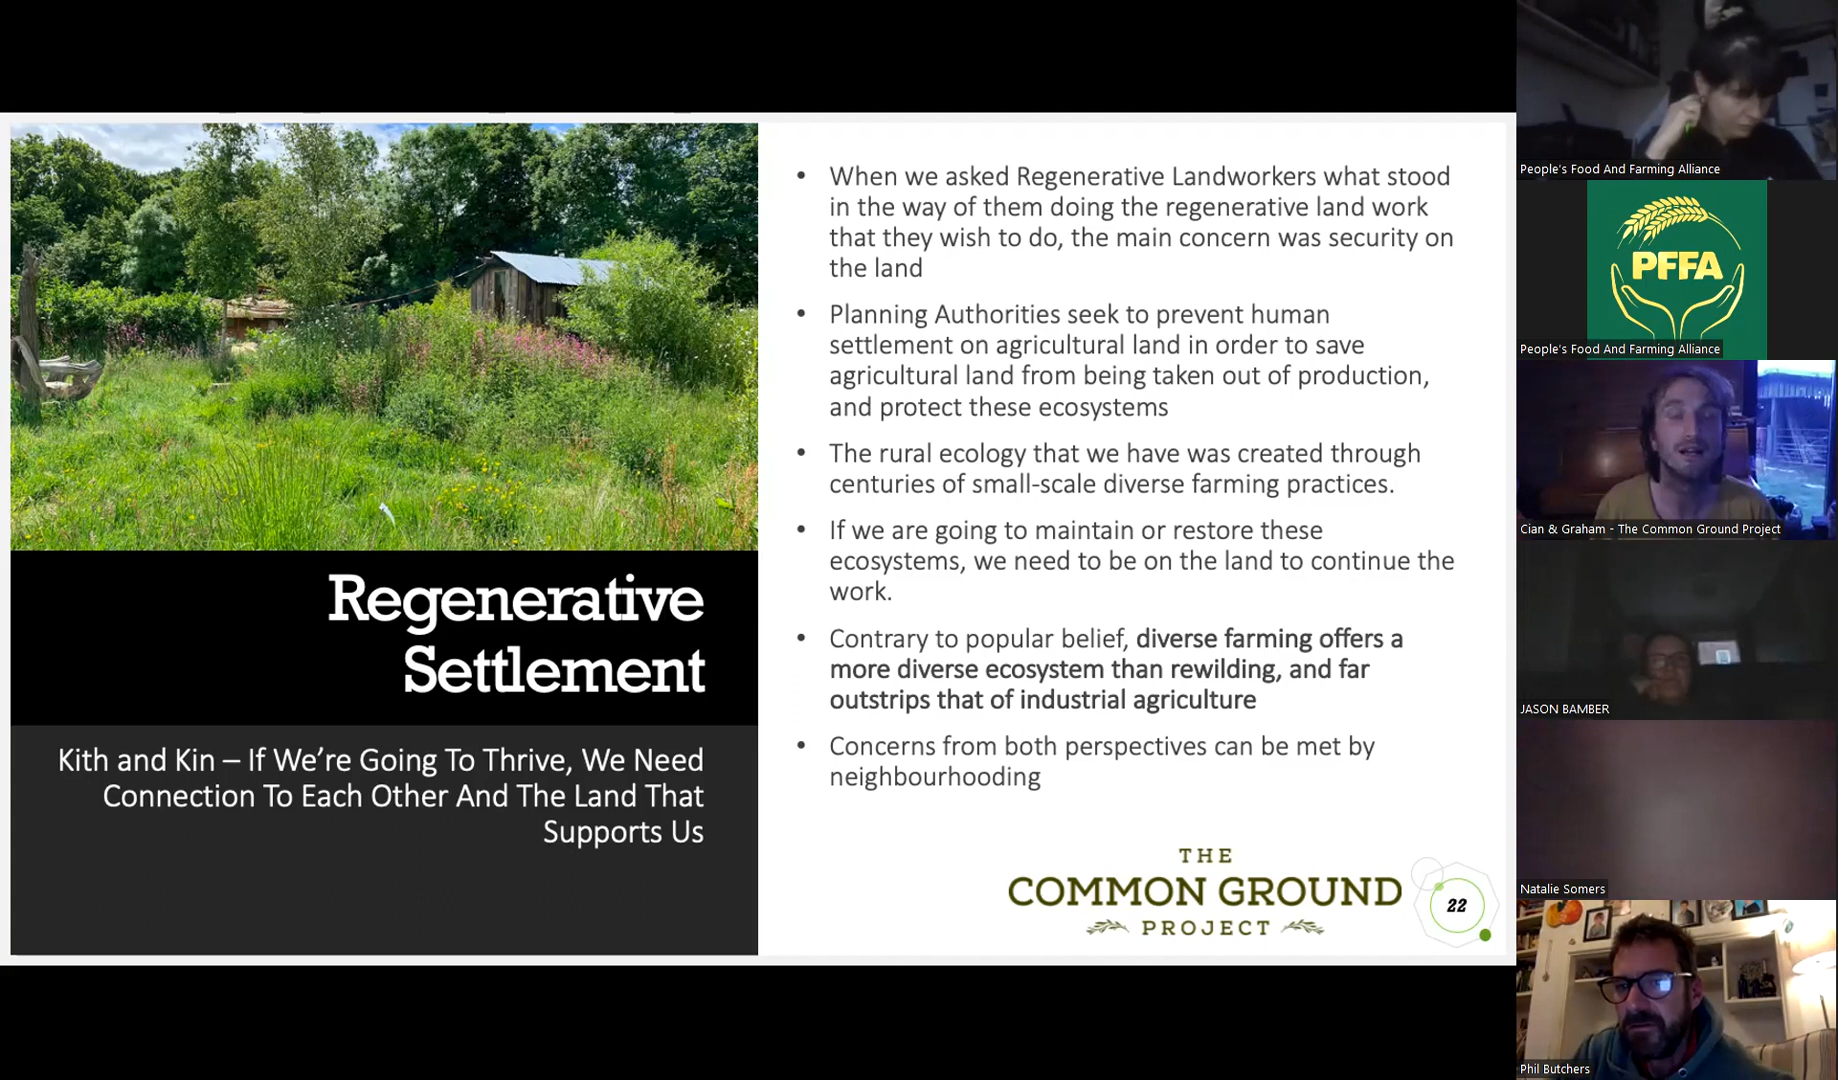 Regenerative
Settlement
Kith and Kin – If We’re Going To Thrive, We Need
Connection To Each Other And The Land That
Supports Us
• When we asked Regenerative Landworkers what stood
in the way of them doing the regenerative land work
that they wish to do, the main concern was security on
the land
• Planning Authorities seek to prevent human
settlement on agricultural land in order to save
agricultural land from being taken out of production,
and protect these ecosystems
• The rural ecology that we have was created through
centuries of small-scale diverse farming practices.
• If we are going to maintain or restore these
ecosystems, we need to be on the land to continue the
work.
• Contrary to popular belief, diverse farming offers a
more diverse ecosystem than rewilding, and far
outstrips that of industrial agriculture
• Concerns from both perspectives can be met by
neighbourhooding
THE
COMMON GROUND
PROJECT
22
People's Food And Farming Alliance
PFFA
People's Food And Farming Alliance
Cian & Graham - The Common Ground Project
JASON BAMBER
Natalie Somers
Phil Butchers